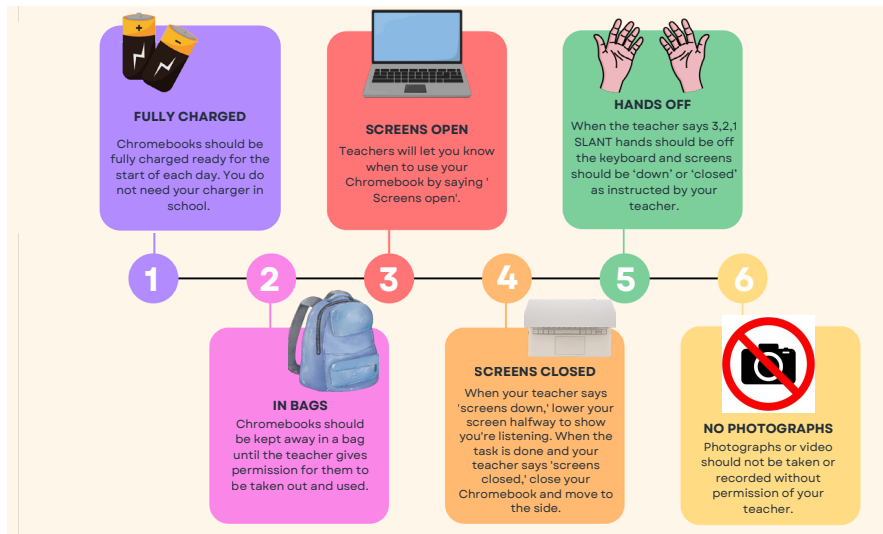 FULLY CHARGED
Chromebooks should be
fully charged ready for the
start of each day. You do
not need your charger in
school.
1
IN BAGS
Chromebooks should
be kept away in a bag
until the teacher gives
permission for them to
be taken out and used.
2
SCREENS OPEN
Teachers will let you know
when to use your
Chromebook by saying '
Screens open'.
3
SCREENS CLOSED
When your teacher says
'screens down,' lower your
screen halfway to show
you're listening. When the
task is done and your
teacher says 'screens
closed,' close your
Chromebook and move to
the side.
4
HANDS OFF
When the teacher says 3,2,1
SLANT hands should be off
the keyboard and screens
should be ‘down’ or ‘closed’
as instructed by your
teacher.
5
NO PHOTOGRAPHS
Photographs or video
should not be taken or
recorded without
permission of your
teacher.
6